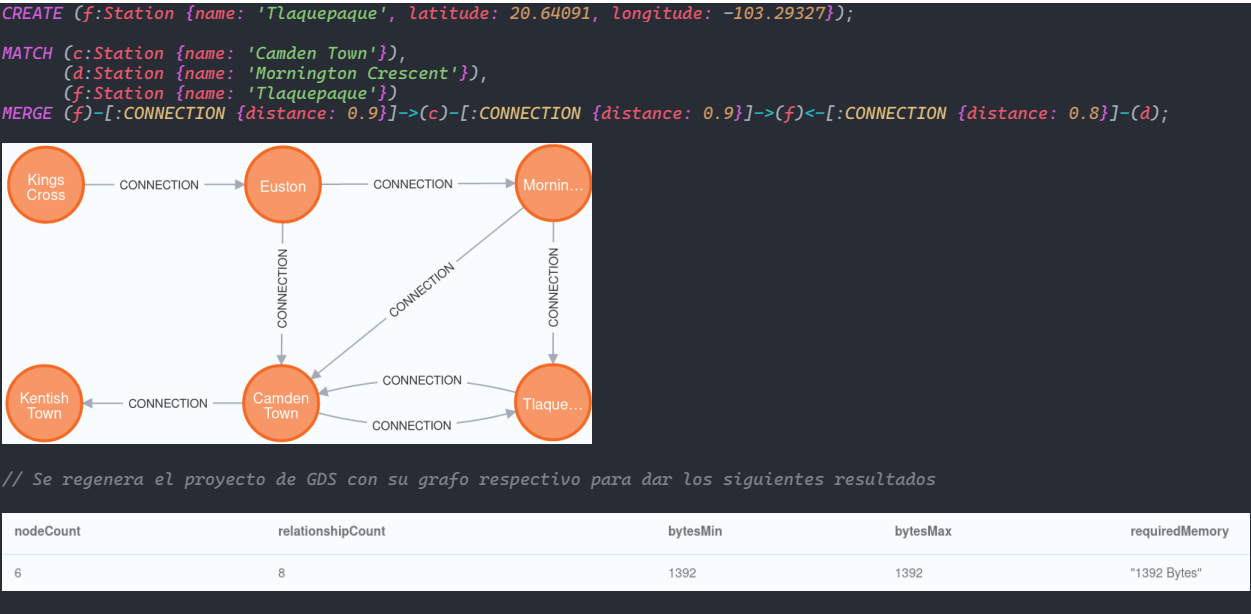 CREATE (f:Station {name: 'Tlaquepaque', latitude: 20.64091, longitude: -103.29327});
MATCH (c:Station {name: 'Camden Town'}),
(d:Station {name: 'Mornington Crescent'}),
(f:Station {name: 'Tlaquepaque'})
MERGE (f)-[:CONNECTION {distance: 0.9}]->(c)-[:CONNECTION {distance: 0.9}]->(f)<-[:CONNECTION {distance: 0.8}]-(d);
Kings
Cross
CONNECTION
Euston
CONNECTION
Mornin...
CONNECTION
CONNECTION
CONNECTION
Kentish
Town
CONNECTION
Camden
Town
CONNECTION
CONNECTION
Tlaque...
// Se regenera el proyecto de GDS con su grafo respectivo para dar los siguientes resultados
nodeCount relationshipCount bytesMin bytesMax requiredMemory
6 8 1392 1392 "1392 Bytes"